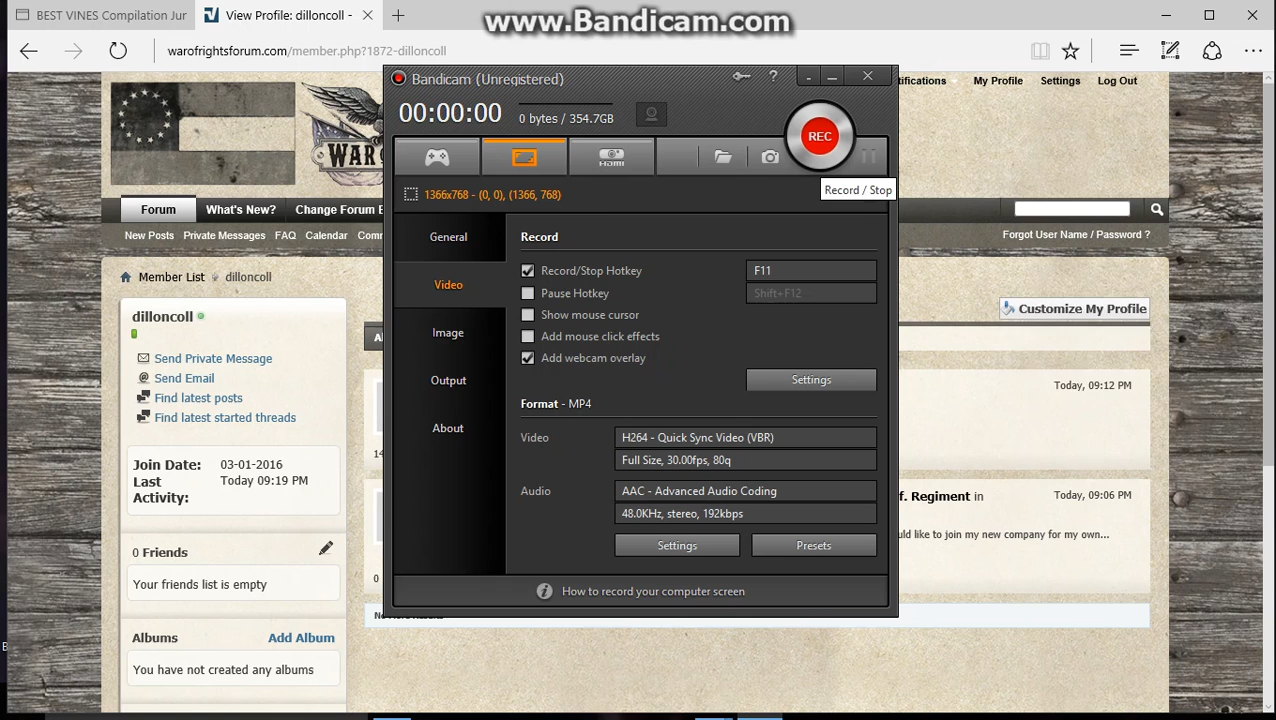 www.Bandicam.com
BEST VINES Compilation Jur
View Profile: dilloncoll -
warofrightsforum.com/member.php?1872-dilloncoll
WAR
tifications
My Profile
Settings
Log Out
Bandicam (Unregistered)
00:00:00
0 bytes / 354.7GB
REC
HDMI
Record / Stop
1366x768 - (0, 0), (1366, 768)
Forum
What's New?
Change Forum
New Posts
Private Messages
FAQ
Calendar
Forgot User Name / Password ?
Member List
dilloncoll
dilloncoll
Send Private Message
Send Email
Find latest posts
Find latest started threads
Join Date:
03-01-2016
Last Activity:
Today 09:19 PM
0 Friends
Your friends list is empty
Albums
Add Album
You have not created any albums
General
Video
Image
Output
About
Record
Record/Stop Hotkey
F11
Pause Hotkey
Shift+F12
Show mouse cursor
Add mouse click effects
Add webcam overlay
Settings
Format - MP4
Video
H264 - Quick Sync Video (VBR)
Full Size, 30.00fps, 80q
Audio
AAC - Advanced Audio Coding
48.0KHz, stereo, 192kbps
Settings
Presets
How to record your computer screen
Customize My Profile
Today, 09:12 PM
f. Regiment in
Today, 09:06 PM
uld like to join my new company for my own...
14
0